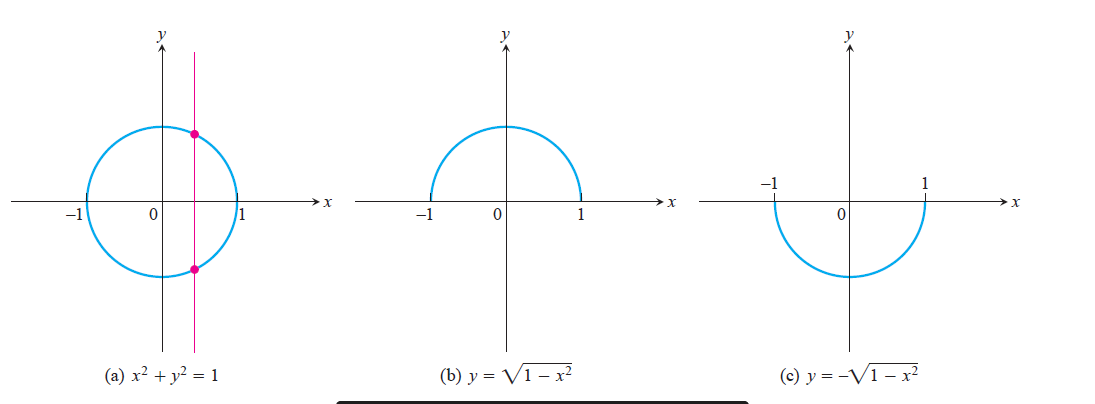 y
x
−1
0
1
(a) x² + y² = 1
y
x
−1
0
1
(b) y = √1 − x²
y
x
−1
0
1
(c) y = −√1 − x²